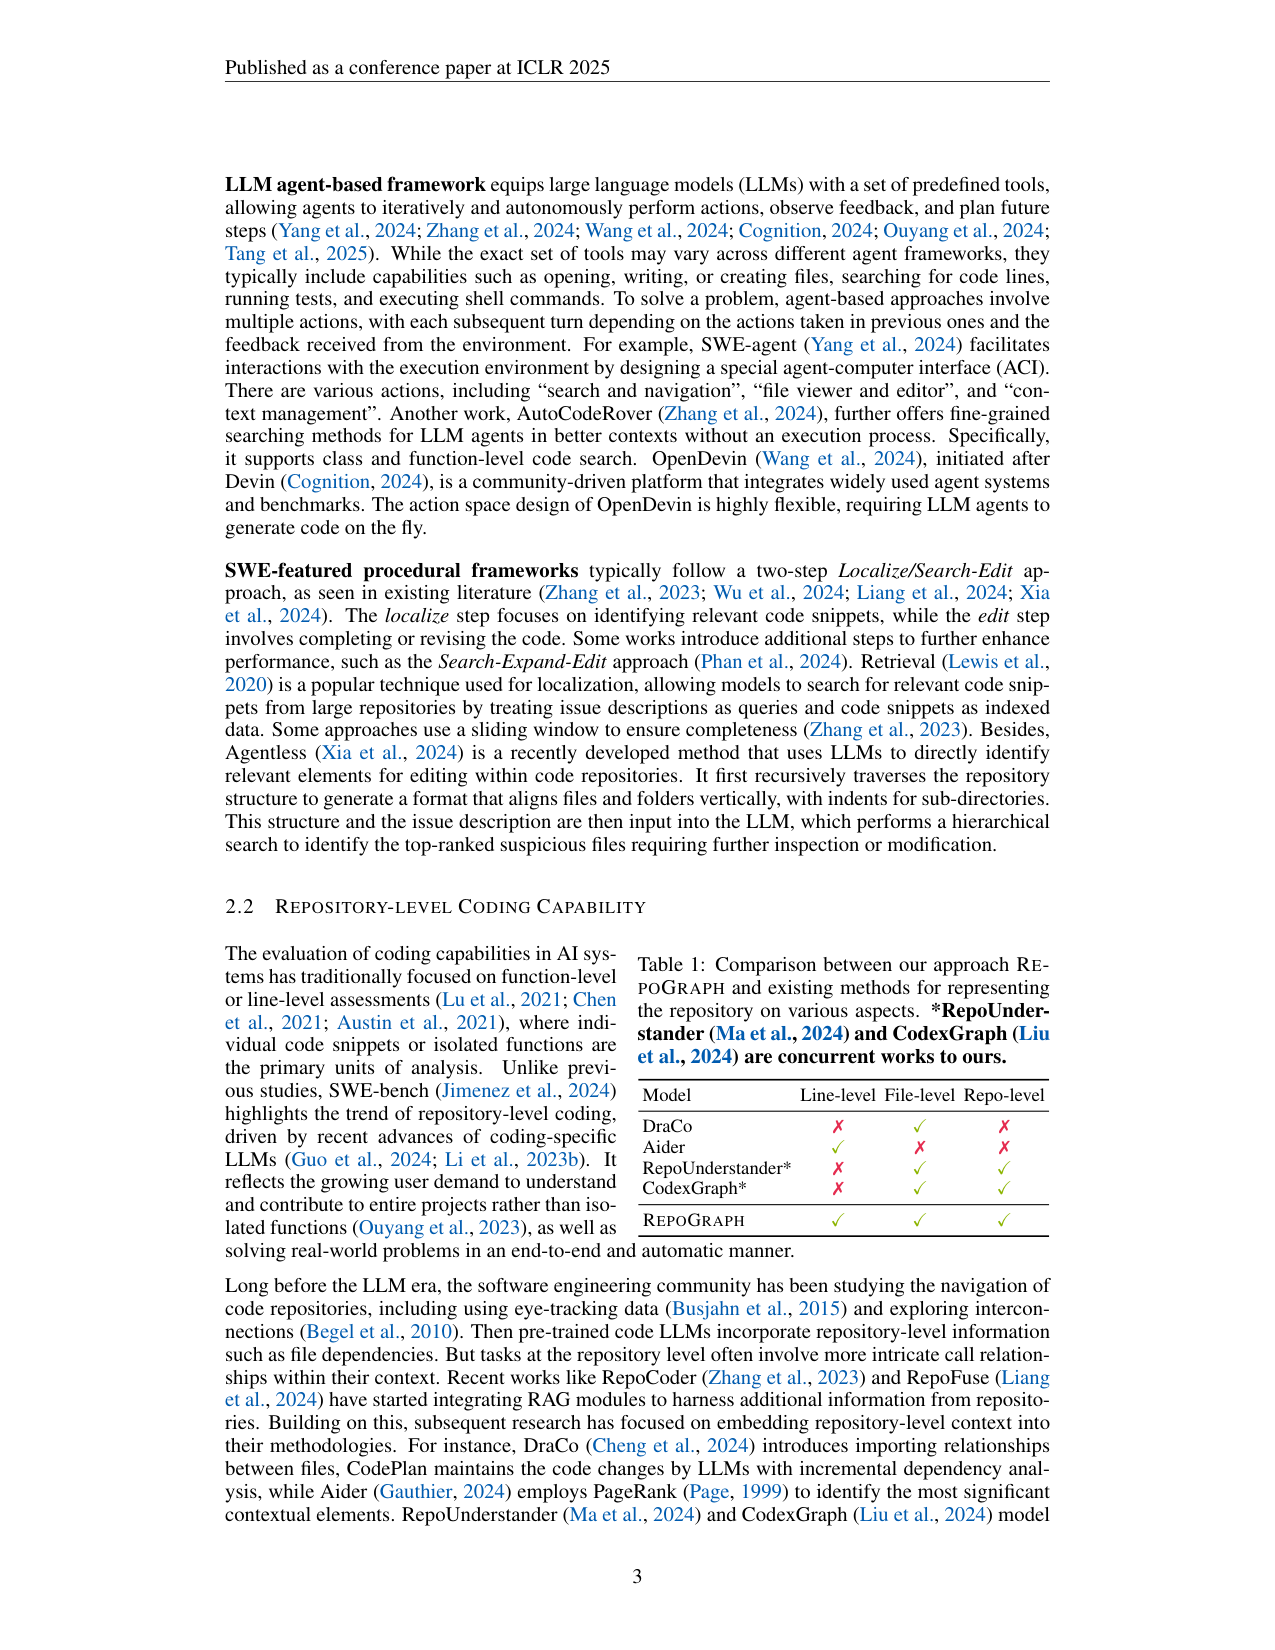 Published as a conference paper at ICLR 2025
LLM agent-based framework equips large language models (LLMs) with a set of predefined tools,
allowing agents to iteratively and autonomously perform actions, observe feedback, and plan future
steps (Yang et al., 2024; Zhang et al., 2024; Wang et al., 2024; Cognition, 2024; Ouyang et al., 2024;
Tang et al., 2025). While the exact set of tools may vary across different agent frameworks, they
typically include capabilities such as opening, writing, or creating files, searching for code lines,
running tests, and executing shell commands. To solve a problem, agent-based approaches involve
multiple actions, with each subsequent turn depending on the actions taken in previous ones and the
feedback received from the environment. For example, SWE-agent (Yang et al., 2024) facilitates
interactions with the execution environment by designing a special agent-computer interface (ACI).
There are various actions, including “search and navigation”, “file viewer and editor”, and “con-
text management”. Another work, AutoCodeRover (Zhang et al., 2024), further offers fine-grained
searching methods for LLM agents in better contexts without an execution process. Specifically,
it supports class and function-level code search. OpenDevin (Wang et al., 2024), initiated after
Devin (Cognition, 2024), is a community-driven platform that integrates widely used agent systems
and benchmarks. The action space design of OpenDevin is highly flexible, requiring LLM agents to
generate code on the fly.
SWE-featured procedural frameworks typically follow a two-step Localize/Search-Edit ap-
proach, as seen in existing literature (Zhang et al., 2023; Wu et al., 2024; Liang et al., 2024; Xia
et al., 2024). The localize step focuses on identifying relevant code snippets, while the edit step
involves completing or revising the code. Some works introduce additional steps to further enhance
performance, such as the Search-Expand-Edit approach (Phan et al., 2024). Retrieval (Lewis et al.,
2020) is a popular technique used for localization, allowing models to search for relevant code snip-
pets from large repositories by treating issue descriptions as queries and code snippets as indexed
data. Some approaches use a sliding window to ensure completeness (Zhang et al., 2023). Besides,
Agentless (Xia et al., 2024) is a recently developed method that uses LLMs to directly identify
relevant elements for editing within code repositories. It first recursively traverses the repository
structure to generate a format that aligns files and folders vertically, with indents for sub-directories.
This structure and the issue description are then input into the LLM, which performs a hierarchical
search to identify the top-ranked suspicious files requiring further inspection or modification.
2.2 REPOSITORY-LEVEL CODING CAPABILITY
The evaluation of coding capabilities in AI sys-
tems has traditionally focused on function-level
or line-level assessments (Lu et al., 2021; Chen
et al., 2021; Austin et al., 2021), where indi-
vidual code snippets or isolated functions are
the primary units of analysis. Unlike previ-
ous studies, SWE-bench (Jimenez et al., 2024)
highlights the trend of repository-level coding,
driven by recent advances of coding-specific
LLMs (Guo et al., 2024; Li et al., 2023b). It
reflects the growing user demand to understand
and contribute to entire projects rather than iso-
lated functions (Ouyang et al., 2023), as well as
solving real-world problems in an end-to-end and automatic manner.
Table 1: Comparison between our approach RE-
POGRAPH and existing methods for representing
the repository on various aspects. *RepoUnder-
stander (Ma et al., 2024) and CodexGraph (Liu
et al., 2024) are concurrent works to ours.
Model Line-level File-level Repo-level
DraCo ✗ ✓ ✗
Aider ✓ ✗ ✗
RepoUnderstander* ✗ ✓ ✓
CodexGraph* ✗ ✓ ✓
REPOGRAPH ✓ ✓ ✓
Long before the LLM era, the software engineering community has been studying the navigation of
code repositories, including using eye-tracking data (Busjahn et al., 2015) and exploring intercon-
nections (Begel et al., 2010). Then pre-trained code LLMs incorporate repository-level information
such as file dependencies. But tasks at the repository level often involve more intricate call relation-
ships within their context. Recent works like RepoCoder (Zhang et al., 2023) and RepoFuse (Liang
et al., 2024) have started integrating RAG modules to harness additional information from reposito-
ries. Building on this, subsequent research has focused on embedding repository-level context into
their methodologies. For instance, DraCo (Cheng et al., 2024) introduces importing relationships
between files, CodePlan maintains the code changes by LLMs with incremental dependency anal-
ysis, while Aider (Gauthier, 2024) employs PageRank (Page, 1999) to identify the most significant
contextual elements. RepoUnderstander (Ma et al., 2024) and CodexGraph (Liu et al., 2024) model
3